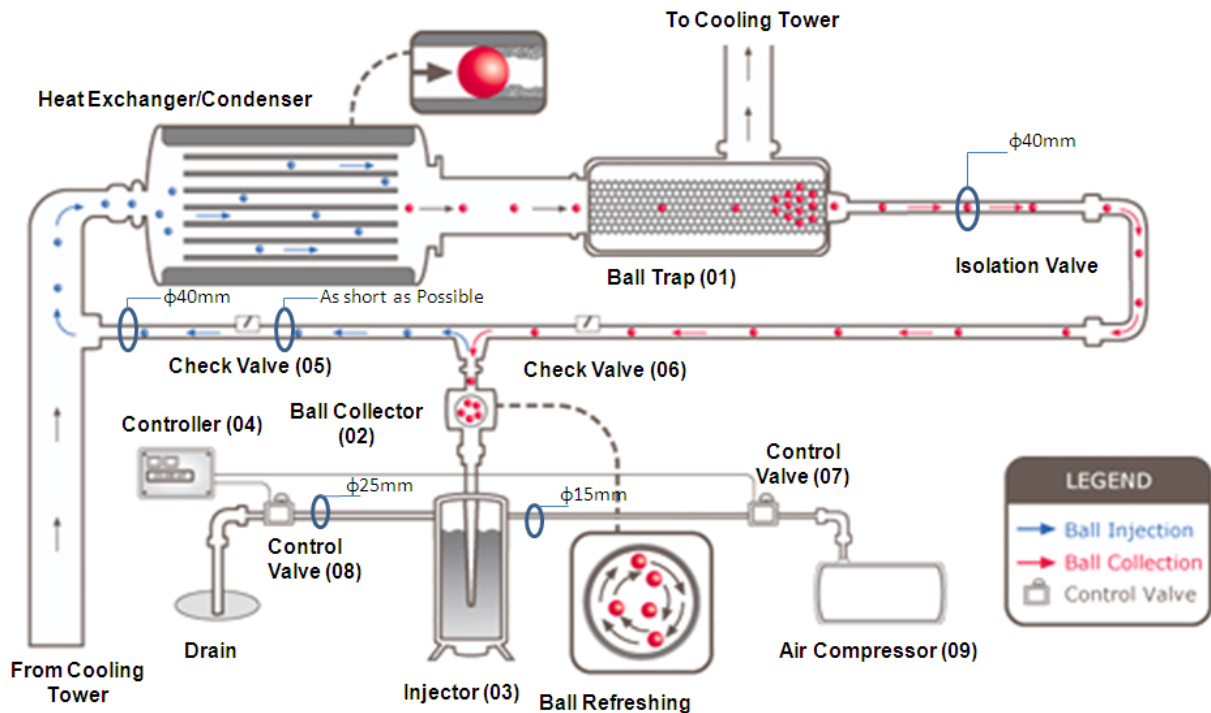 To Cooling Tower
Heat Exchanger/Condenser
ϕ40mm
Ball Trap (01)
Isolation Valve
ϕ40mm
As short as Possible
Check Valve (05)
Check Valve (06)
Ball Collector
(02)
Controller (04)
Control
Valve (07)
ϕ25mm
ϕ15mm
Control
Valve (08)
LEGEND
Ball Injection
Ball Collection
Control Valve
Drain
Air Compressor (09)
From Cooling
Tower
Injector (03)
Ball Refreshing